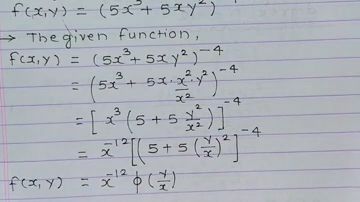 f(x,y) = (5x³ + 5xy²)
→ The given function,
f(x,y) = (5x³ + 5xy²)⁻⁴
= (5x³ + 5x · x²/x² · y²)⁻⁴
= [x³(5 + 5 y²/x²)]⁻⁴
= x⁻¹²[(5 + 5(y/x)²]⁻⁴
f(x,y) = x⁻¹² ϕ(y/x)